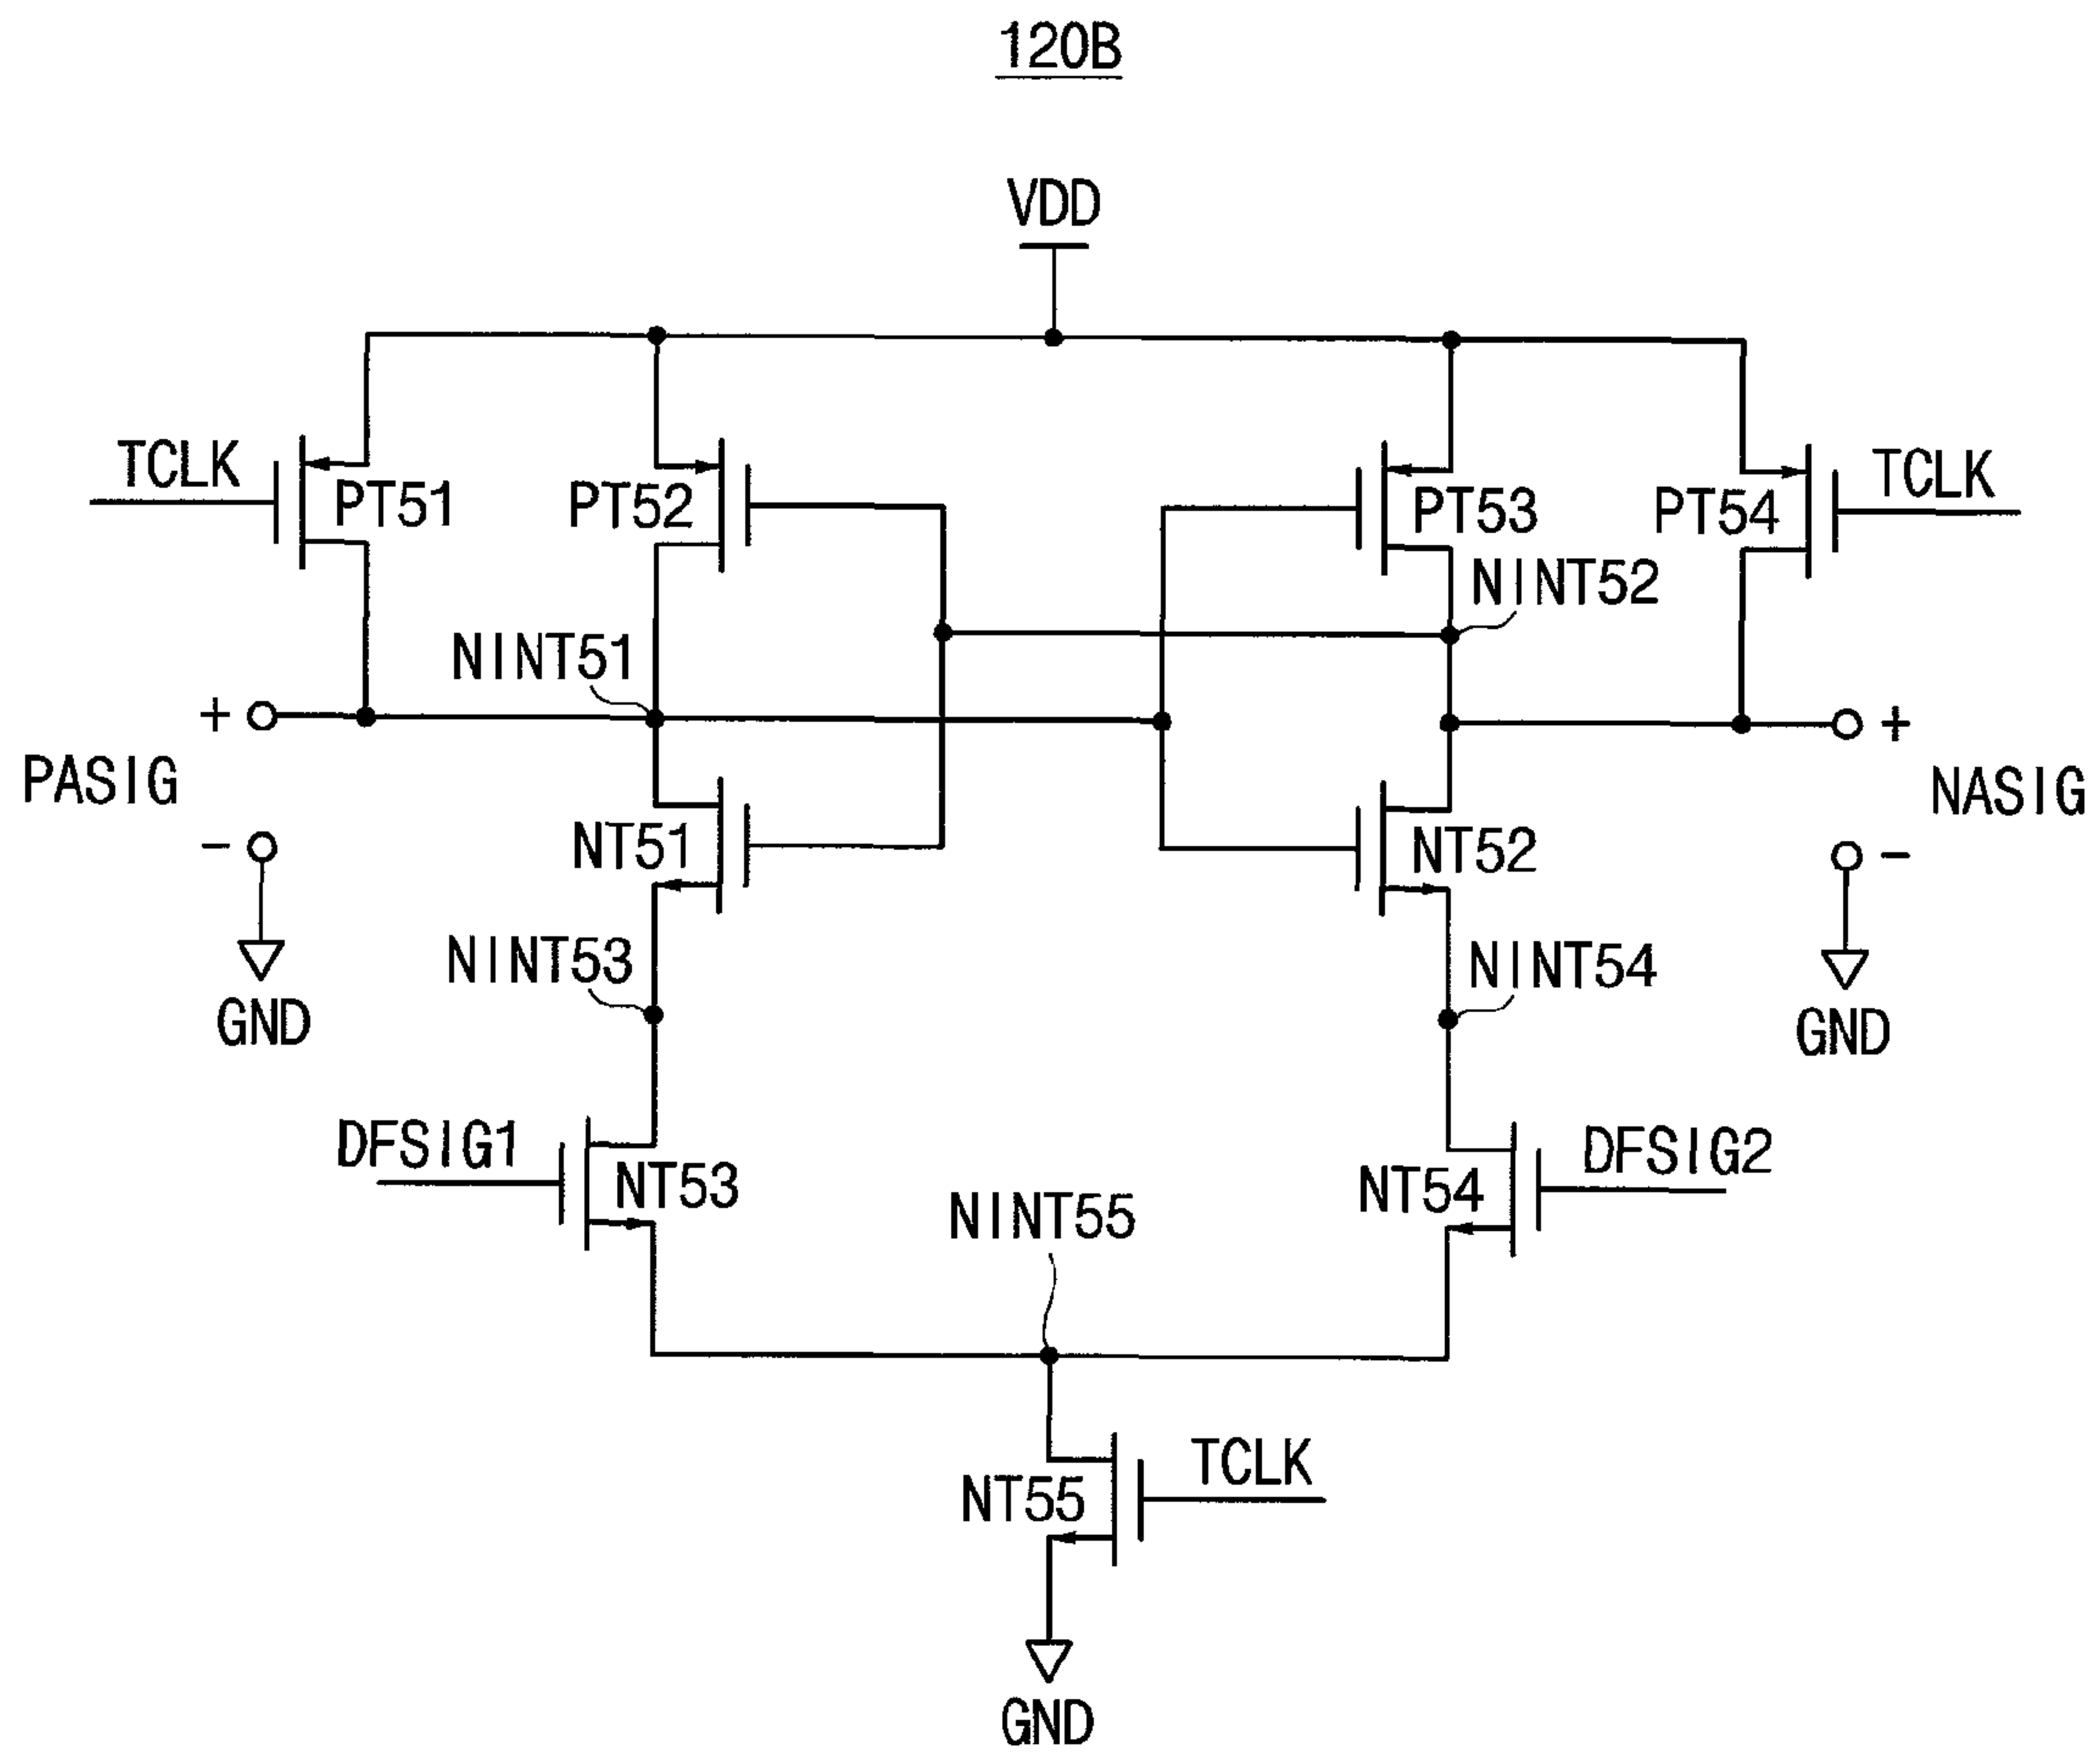 120B
VDD
TCLK
PT51
PT52
PT53
PT54
TCLK
NINT52
NINT51
+
+
PASIG
NASIG
-
-
NT51
NT52
NINT53
NINT54
GND
GND
DFSIG1
DFSIG2
NT53
NT54
NINT55
TCLK
NT55
GND